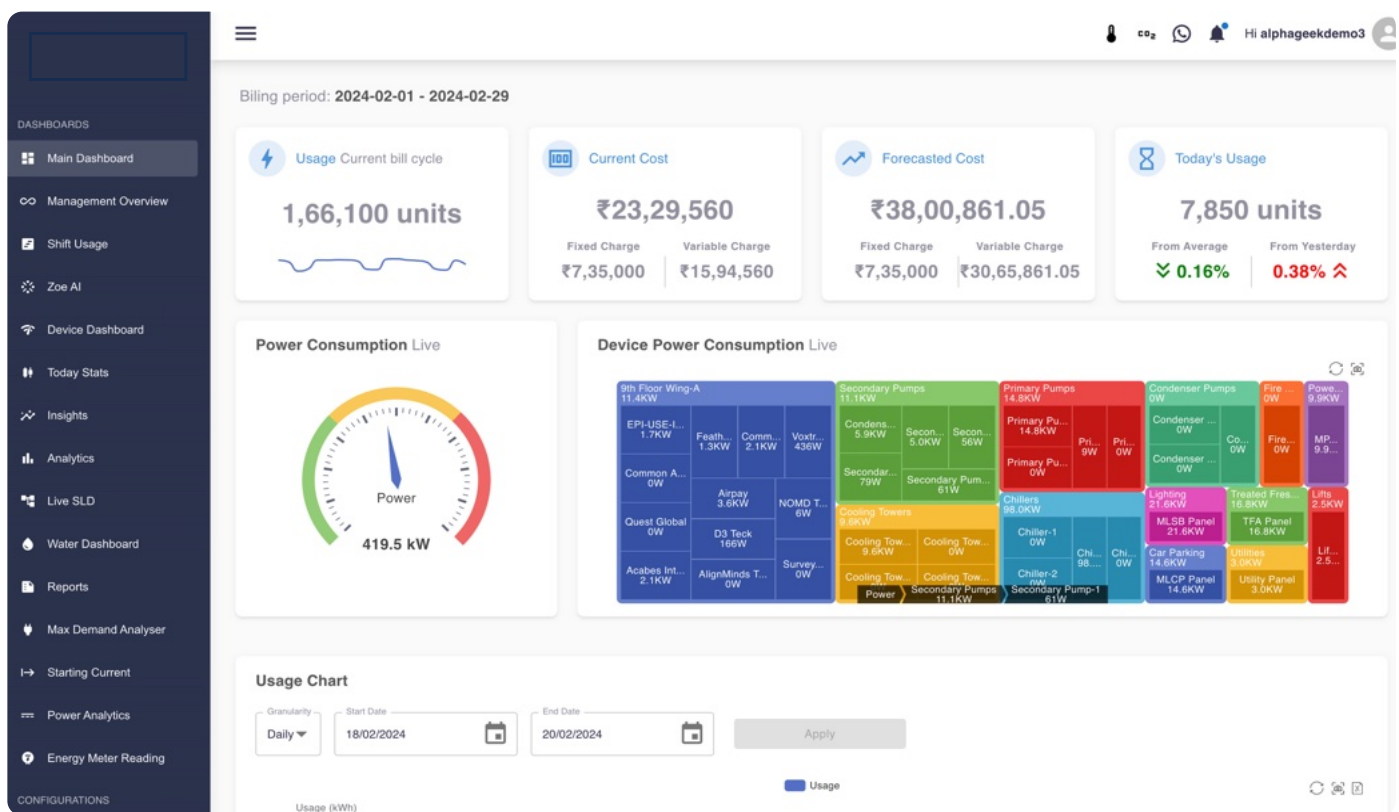 CO₂
Hi alphageekdemo3
Biling period: 2024-02-01 - 2024-02-29
DASHBOARDS
Main Dashboard
Management Overview
Shift Usage
Zoe AI
Device Dashboard
Today Stats
Insights
Analytics
Live SLD
Water Dashboard
Reports
Max Demand Analyser
Starting Current
Power Analytics
Energy Meter Reading
CONFIGURATIONS
Usage Current bill cycle
1,66,100 units
100
Current Cost
₹23,29,560
Fixed Charge Variable Charge
₹7,35,000 ₹15,94,560
Forecasted Cost
₹38,00,861.05
Fixed Charge Variable Charge
₹7,35,000 ₹30,65,861.05
Today's Usage
7,850 units
From Average From Yesterday
0.16% 0.38%
Power Consumption Live
Power
419.5 kW
Device Power Consumption Live
9th Floor Wing-A
11.4KW
EPI-USE-I...
1.7KW
Feath...
1.3KW
Comm...
2.1KW
Voxtr...
436W
Common A...
0W
Airpay
3.6KW
NOMD T...
6W
Quest Global
0W
D3 Teck
166W
Acabes Int...
2.1KW
AlignMinds T...
0W
Survey...
0W
Secondary Pumps
11.1KW
Condens...
5.9KW
Secon...
5.0KW
Secon...
56W
Secondar...
79W
Secondary Pum...
61W
Cooling Towers
9.6KW
Cooling Tow...
9.6KW
Cooling Tow...
0W
Cooling Tow...
Cooling Tow...
Primary Pumps
14.8KW
Primary Pu...
14.8KW
Pri...
9W
Pri...
0W
Primary Pu...
0W
Chillers
98.0KW
Chiller-1
0W
Chi...
98....
Chi...
0W
Chiller-2
0W
Power
Secondary Pumps
11.1KW
Secondary Pump-1
61W
Condenser Pumps
0W
Condenser ...
0W
Co...
0W
Condenser ...
0W
Fire ...
0W
Fire...
0W
Powe...
9.9KW
MP...
9.9...
Lighting
21.6KW
MLSB Panel
21.6KW
Treated Fres...
16.8KW
TFA Panel
16.8KW
Lifts
2.5KW
Lif...
2.5...
Car Parking
14.6KW
MLCP Panel
14.6KW
Utilities
3.0KW
Utility Panel
3.0KW
Usage Chart
Granularity
Daily
Start Date
18/02/2024
End Date
20/02/2024
Apply
Usage
Usage (kWh)